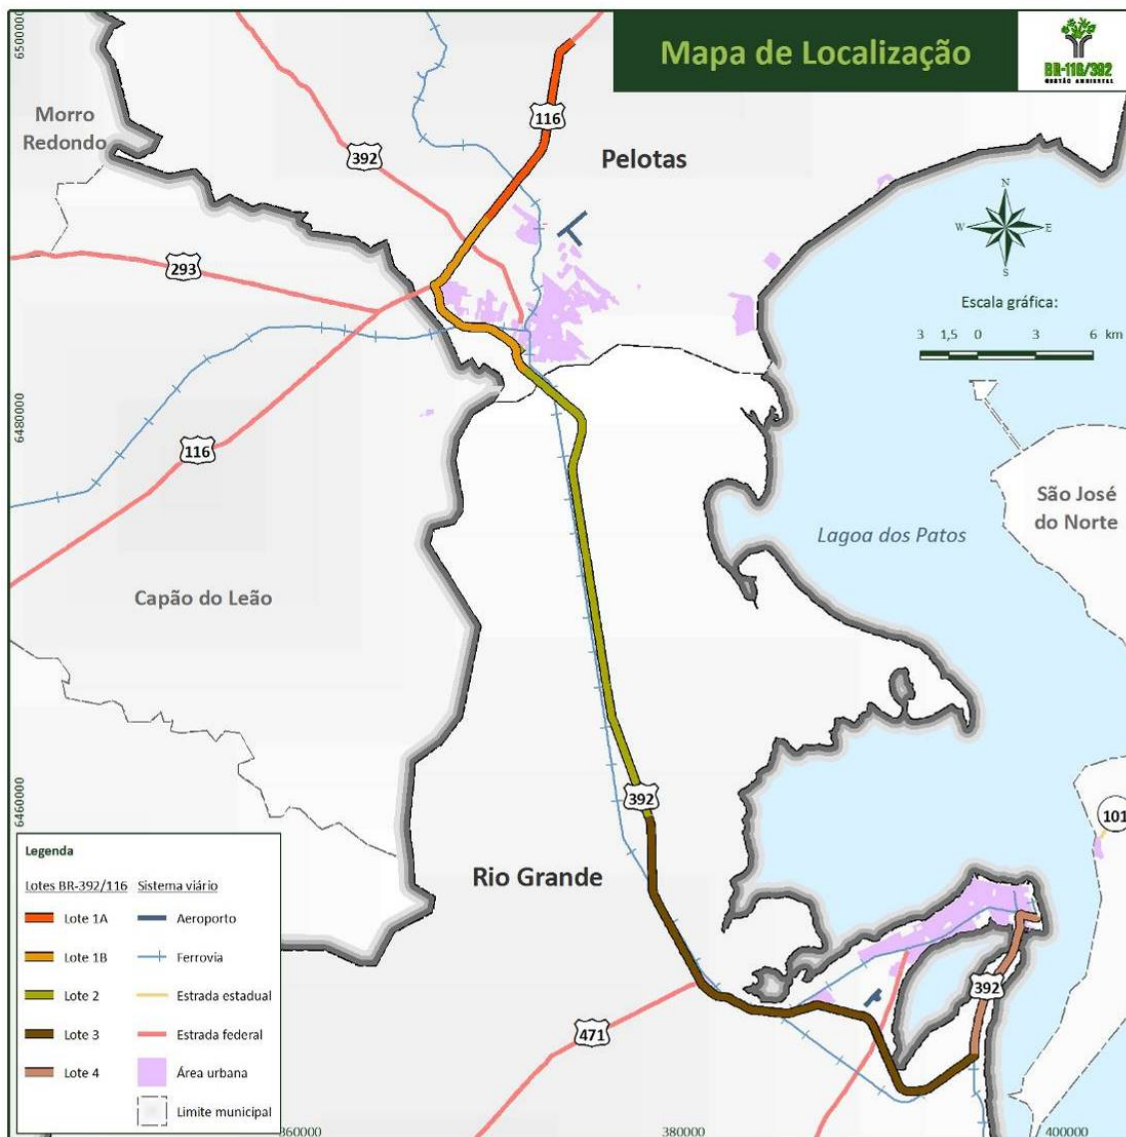 Mapa de Localização
BR-116/392
GESTÃO AMBIENTAL
6500000
Morro
Redondo
116
392
Pelotas
N
W
E
S
293
Escala gráfica:
3 1,5 0 3 6 km
6480000
116
São José
do Norte
Lagoa dos Patos
Capão do Leão
6460000
392
101
Rio Grande
392
471
Legenda
Lotes BR-392/116 Sistema viário
Lote 1A Aeroporto
Lote 1B Ferrovia
Lote 2 Estrada estadual
Lote 3 Estrada federal
Lote 4 Área urbana
Limite municipal
360000
380000
400000